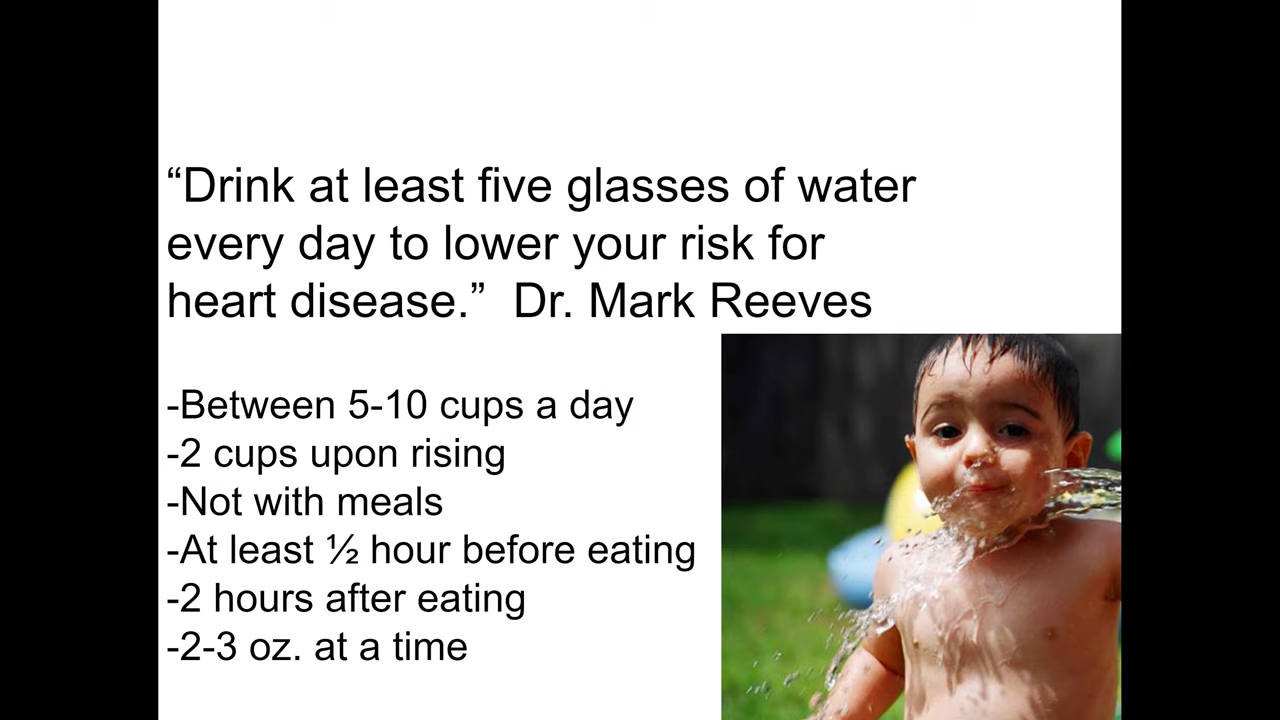 “Drink at least five glasses of water
every day to lower your risk for
heart disease.”  Dr. Mark Reeves
-Between 5-10 cups a day
-2 cups upon rising
-Not with meals
-At least ½ hour before eating
-2 hours after eating
-2-3 oz. at a time